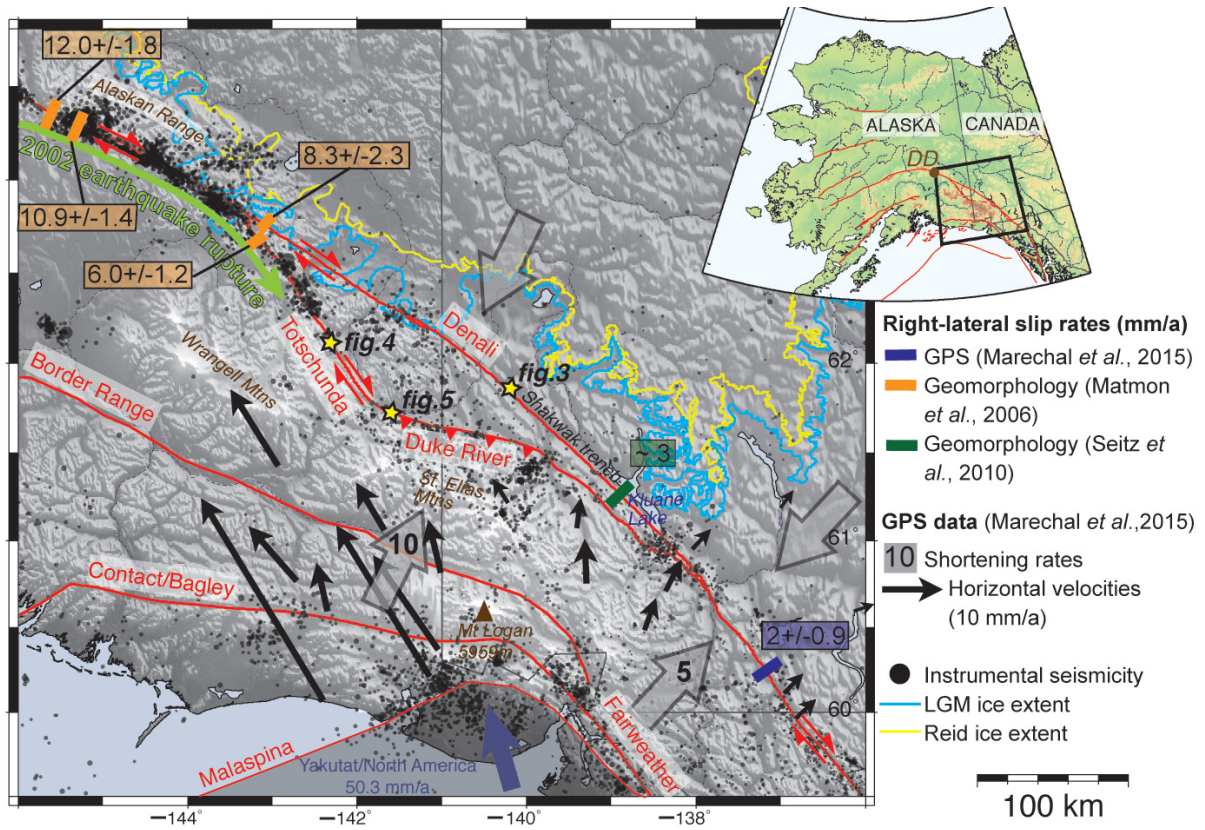 12.0+/-1.8
Alaskan Range
8.3+/-2.3
2002 earthquake rupture
10.9+/-1.4
6.0+/-1.2
fig.4
Denali
Totschunda
Wrangell Mtns
fig.3
Border Range
fig.5
Shakwak trench
Duke River
~ 3
St. Elias.
Mtns
Kluane
Lake
10
Contact/Bagley
Mt Logan
5959m
2+/-0.9
5
Fairweather
Malaspina
Yakutat/North America
50.3 mm/a
62°
61°
60°
−144°
−142°
−140°
−138°
ALASKA
CANADA
DD
Right-lateral slip rates (mm/a)
GPS (Marechal et al., 2015)
Geomorphology (Matmon
et al., 2006)
Geomorphology (Seitz et
al., 2010)
GPS data (Marechal et al.,2015)
10 Shortening rates
Horizontal velocities
(10 mm/a)
Instrumental seismicity
LGM ice extent
Reid ice extent
100 km